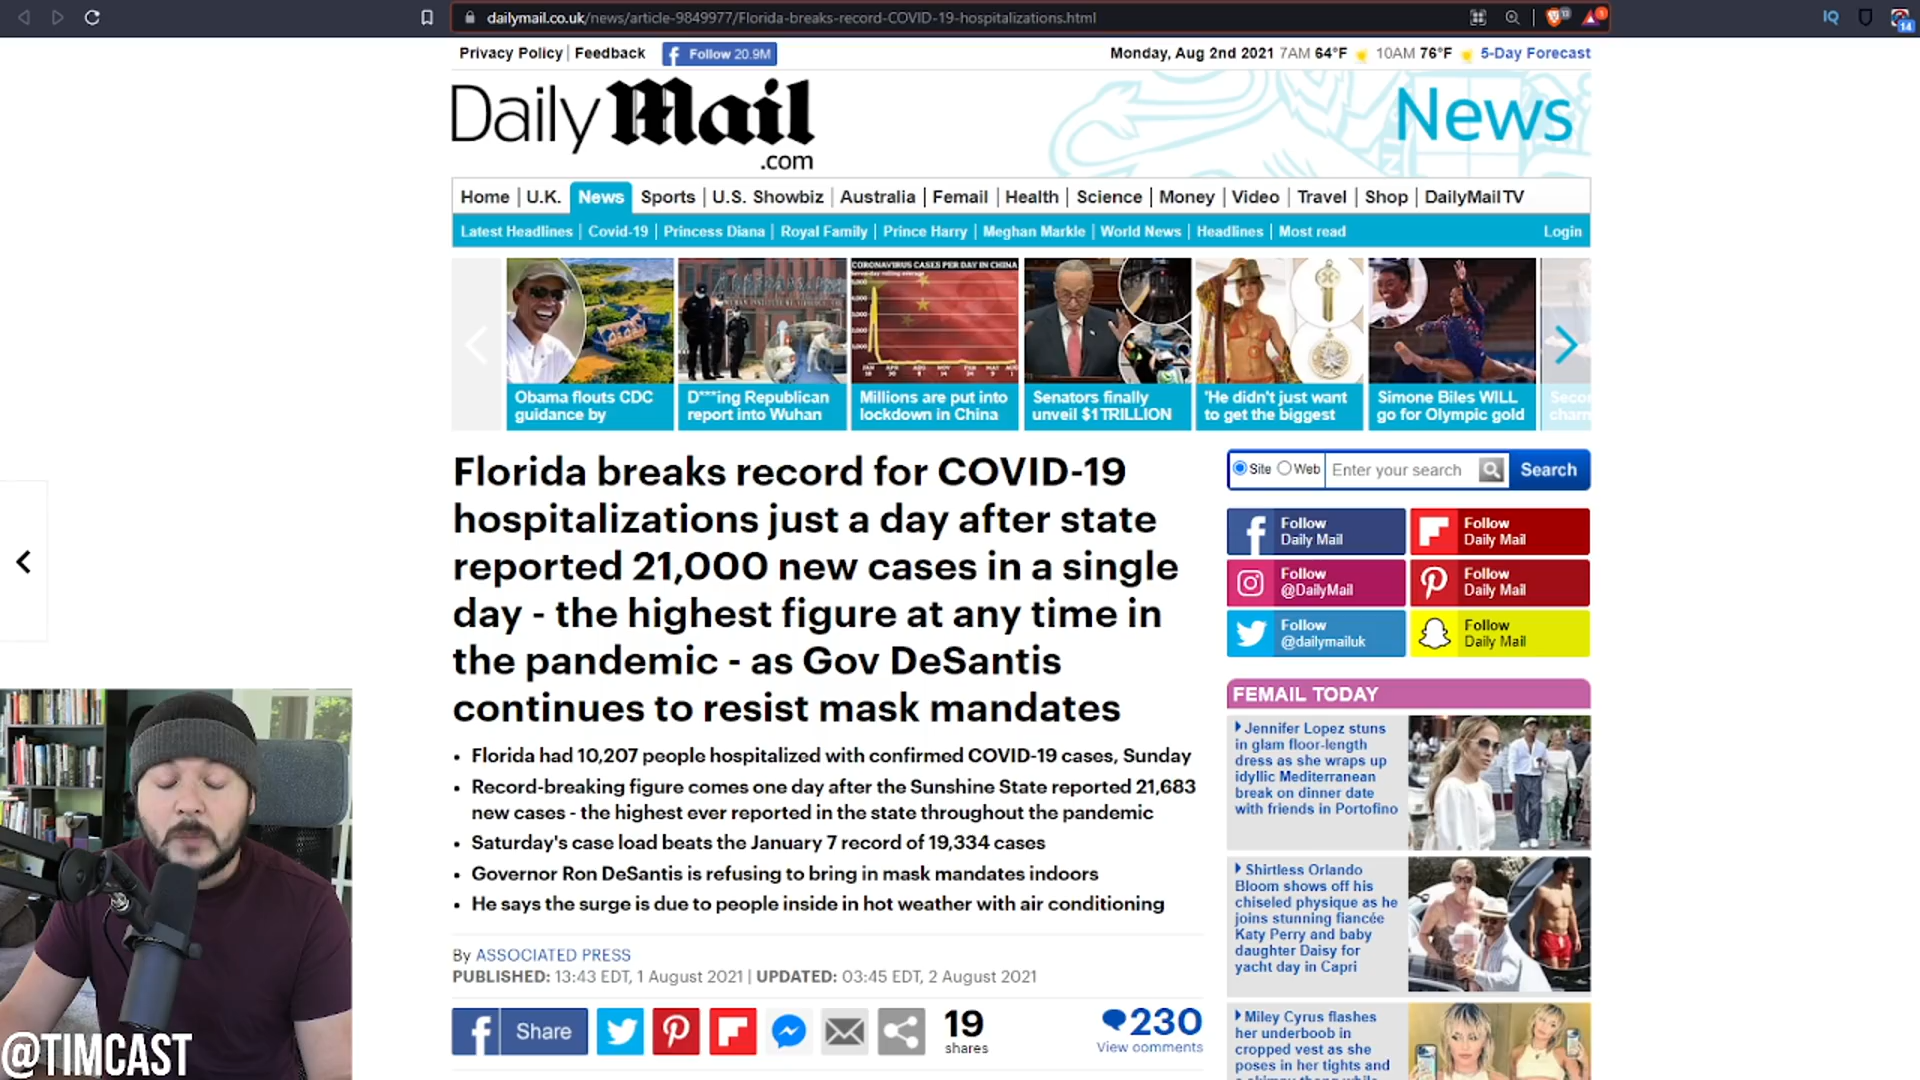 dailymail.co.uk/news/article-9849977/Florida-breaks-record-COVID-19-hospitalizations.html
IQ
14
Privacy Policy | Feedback
Follow 20.9M
Monday, Aug 2nd 2021 7AM 64°F 10AM 76°F 5-Day Forecast
Daily Mail
.com
News
Home | U.K. News Sports | U.S. Showbiz | Australia | Femail | Health | Science | Money | Video | Travel | Shop | DailyMailTV
Latest Headlines | Covid-19 | Princess Diana | Royal Family | Prince Harry | Meghan Markle | World News | Headlines | Most read
Login
CORONAVIRUS CASES PER DAY IN CHINA
Obama flouts CDC
guidance by
D***ing Republican
report into Wuhan
Millions are put into
lockdown in China
Senators finally
unveil $1TRILLION
'He didn't just want
to get the biggest
Simone Biles WILL
go for Olympic gold
Florida breaks record for COVID-19
hospitalizations just a day after state
reported 21,000 new cases in a single
day - the highest figure at any time in
the pandemic - as Gov DeSantis
continues to resist mask mandates
• Florida had 10,207 people hospitalized with confirmed COVID-19 cases, Sunday
• Record-breaking figure comes one day after the Sunshine State reported 21,683
new cases - the highest ever reported in the state throughout the pandemic
• Saturday's case load beats the January 7 record of 19,334 cases
• Governor Ron DeSantis is refusing to bring in mask mandates indoors
• He says the surge is due to people inside in hot weather with air conditioning
By ASSOCIATED PRESS
PUBLISHED: 13:43 EDT, 1 August 2021 | UPDATED: 03:45 EDT, 2 August 2021
Share
19
shares
230
View comments
Site Web Enter your search Search
Follow
Daily Mail
Follow
Daily Mail
Follow
@DailyMail
Follow
Daily Mail
Follow
@dailymailuk
Follow
Daily Mail
FEMAIL TODAY
Jennifer Lopez stuns
in glam floor-length
dress as she wraps up
idyllic Mediterranean
break on dinner date
with friends in Portofino
Shirtless Orlando
Bloom shows off his
chiseled physique as he
joins stunning fiancée
Katy Perry and baby
daughter Daisy for
yacht day in Capri
Miley Cyrus flashes
her underboob in
cropped vest as she
poses in her tights and
@TIMCAST